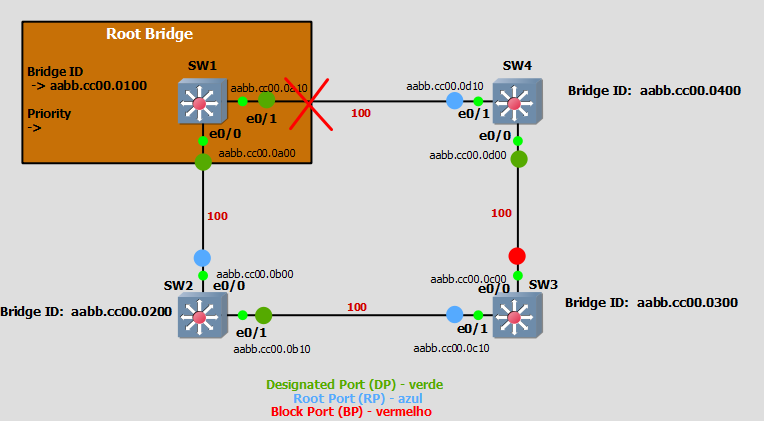 Root Bridge
SW1
SW4
Bridge ID
-> aabb.cc00.0100
Priority
->
aabb.cc00.0a10
e0/1
e0/0
aabb.cc00.0a00
100
aabb.cc00.0d10
e0/1
e0/0
aabb.cc00.0d00
Bridge ID: aabb.cc00.0400
100
100
aabb.cc00.0b00
SW2
e0/0
Bridge ID: aabb.cc00.0200
e0/1
aabb.cc00.0b10
100
aabb.cc00.0c00
e0/0
SW3
Bridge ID: aabb.cc00.0300
e0/1
aabb.cc00.0c10
Designated Port (DP) - verde
Root Port (RP) - azul
Block Port (BP) - vermelho